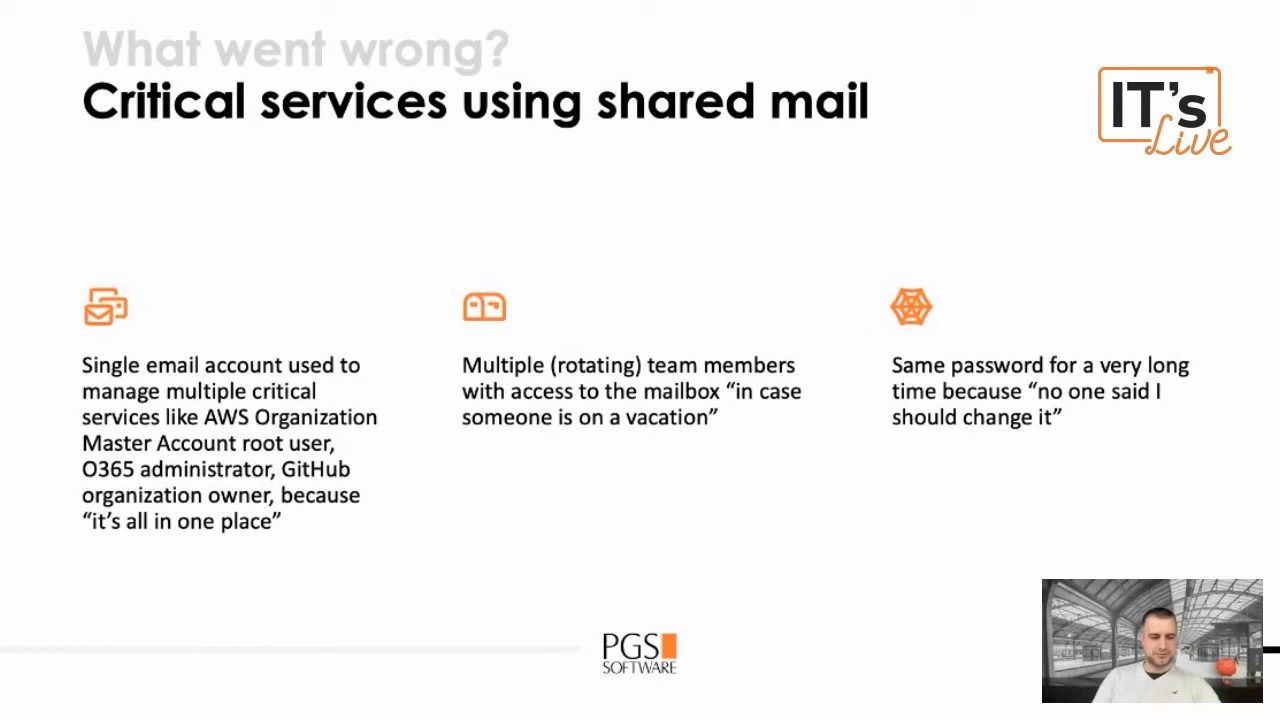 What went wrong?
Critical services using shared mail
IT's
Live
Single email account used to
manage multiple critical
services like AWS Organization
Master Account root user,
O365 administrator, GitHub
organization owner, because
“it’s all in one place”
Multiple (rotating) team members
with access to the mailbox “in case
someone is on a vacation”
Same password for a very long
time because “no one said I
should change it”
PGS
SOFTWARE